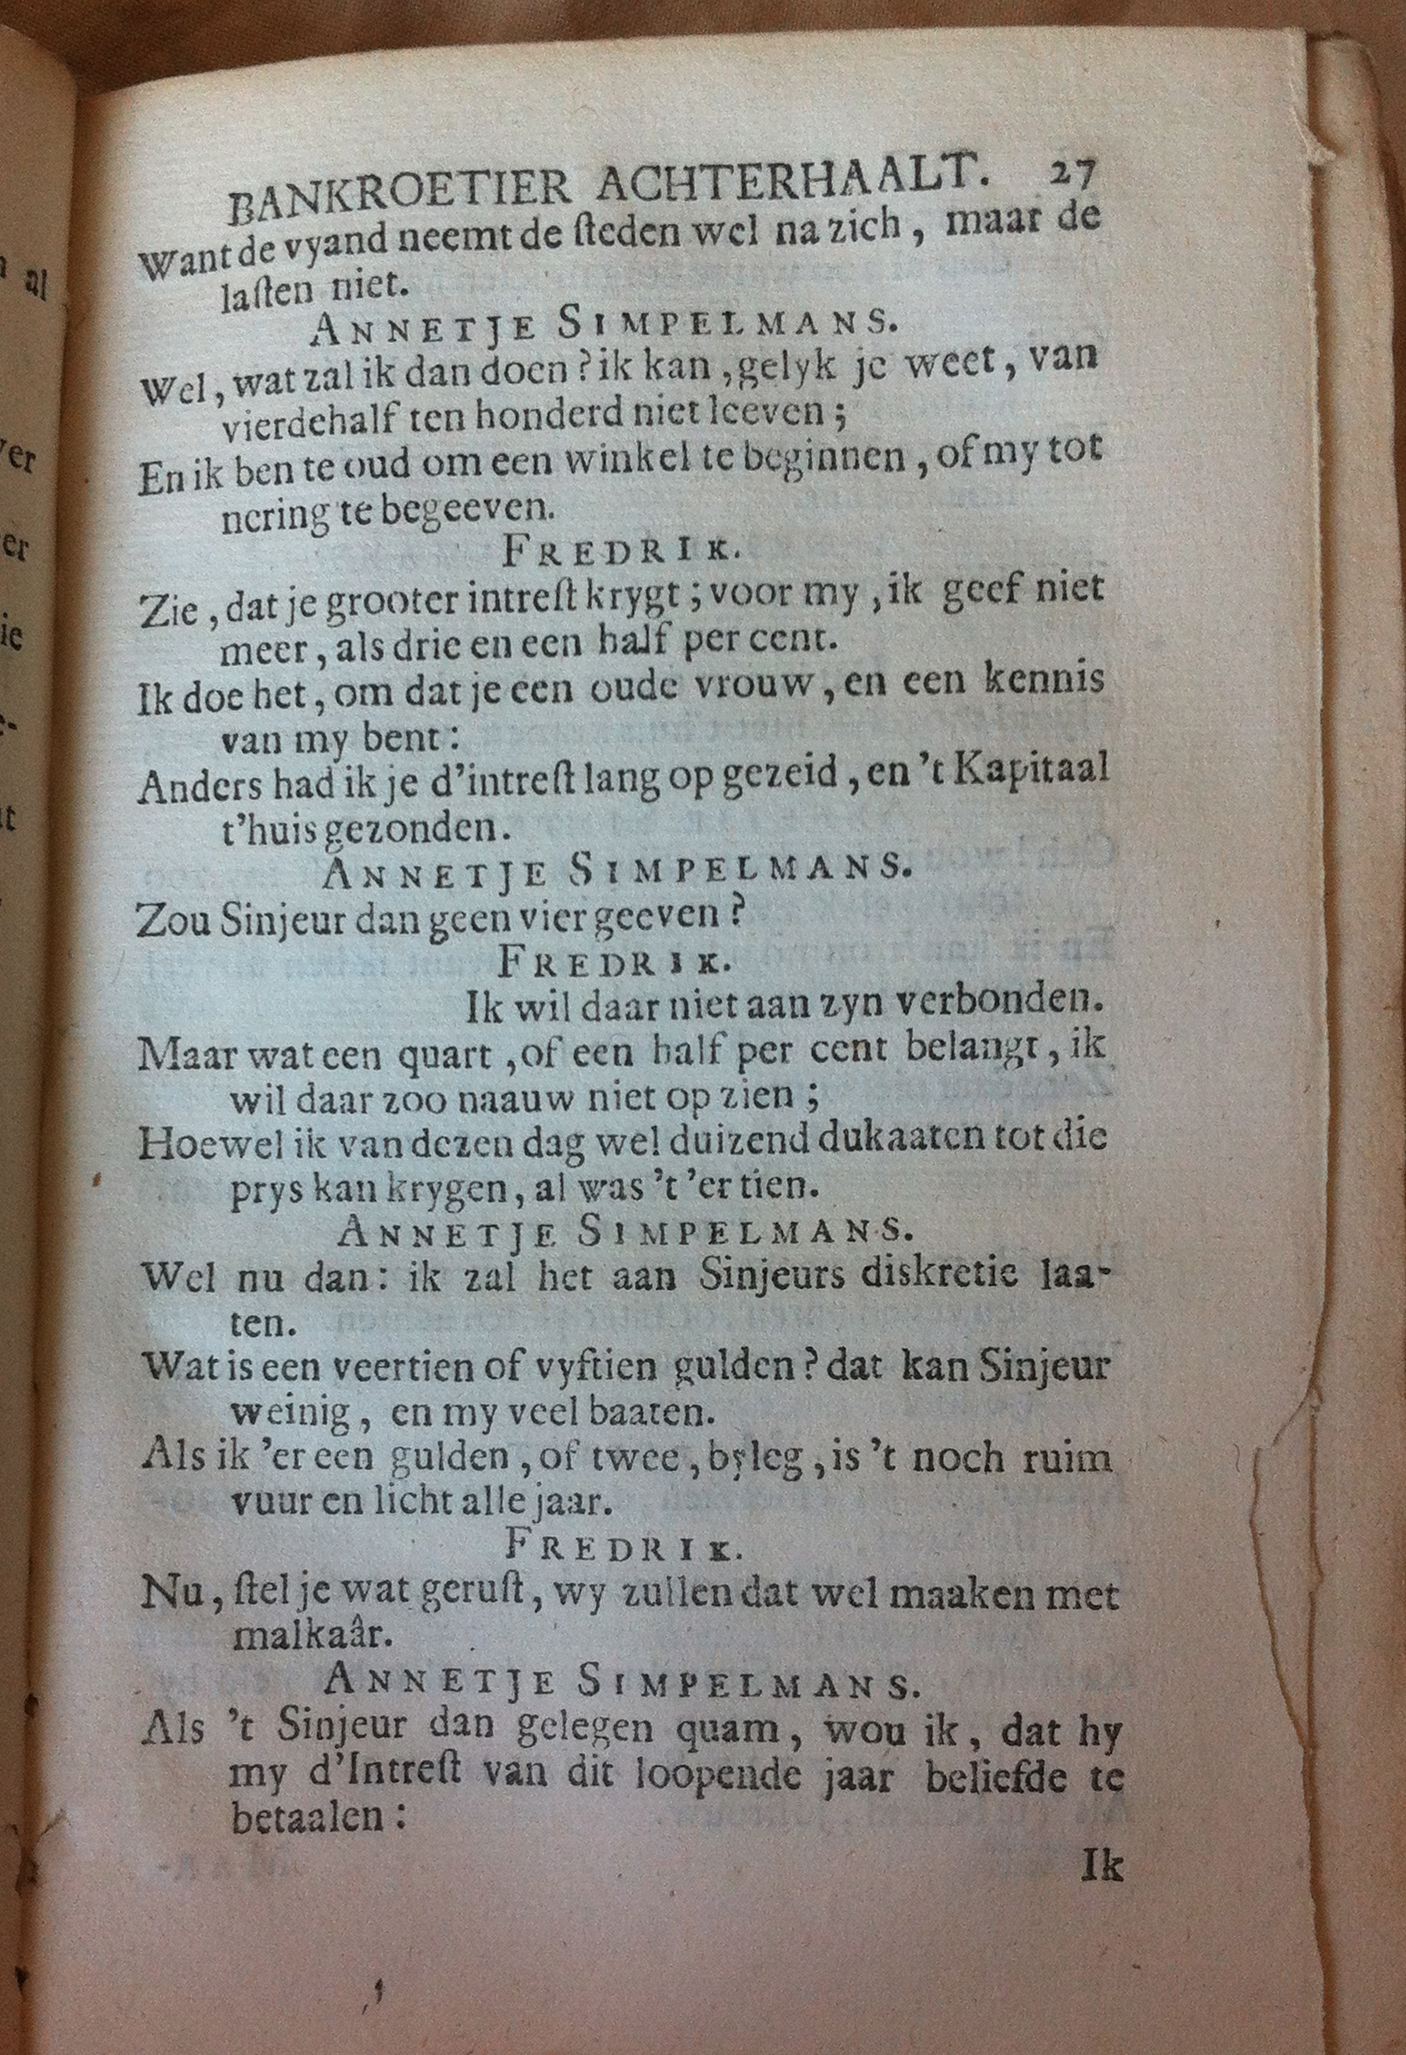 BANKROETIER ACHTERHAALT. 27
Want de vyand neemt de ſteden wel na zich, maar de
laſten niet.
ANNETJE SIMPELMANS.
Wel, wat zal ik dan doen? ik kan, gelyk je weet, van
vierdehalf ten honderd niet leeven;
En ik ben te oud om een winkel te beginnen, of my tot
nering te begeeven.
FREDRIK.
Zie, dat je grooter intreſt krygt; voor my, ik geef niet
meer, als drie en een half per cent.
Ik doe het, om dat je een oude vrouw, en een kennis
van my bent:
Anders had ik je d'intreſt lang op gezeid, en 't Kapitaal
t'huis gezonden.
ANNETJE SIMPELMANS.
Zou Sinjeur dan geen vier geeven?
FREDRIK.
Ik wil daar niet aan zyn verbonden.
Maar wat een quart, of een half per cent belangt, ik
wil daar zoo naauw niet op zien;
Hoewel ik van dezen dag wel duizend dukaaten tot die
prys kan krygen, al was 't 'er tien.
ANNETJE SIMPELMANS.
Wel nu dan: ik zal het aan Sinjeurs diskretie laa-
ten.
Wat is een veertien of vyftien gulden? dat kan Sinjeur
weinig, en my veel baaten.
Als ik 'er een gulden, of twee, byleg, is 't noch ruim
vuur en licht alle jaar.
FREDRIK.
Nu, ſtel je wat geruſt, wy zullen dat wel maaken met
malkaâr.
ANNETJE SIMPELMANS.
Als 't Sinjeur dan gelegen quam, wou ik, dat hy
my d'Intreſt van dit loopende jaar beliefde te
betaalen:
Ik